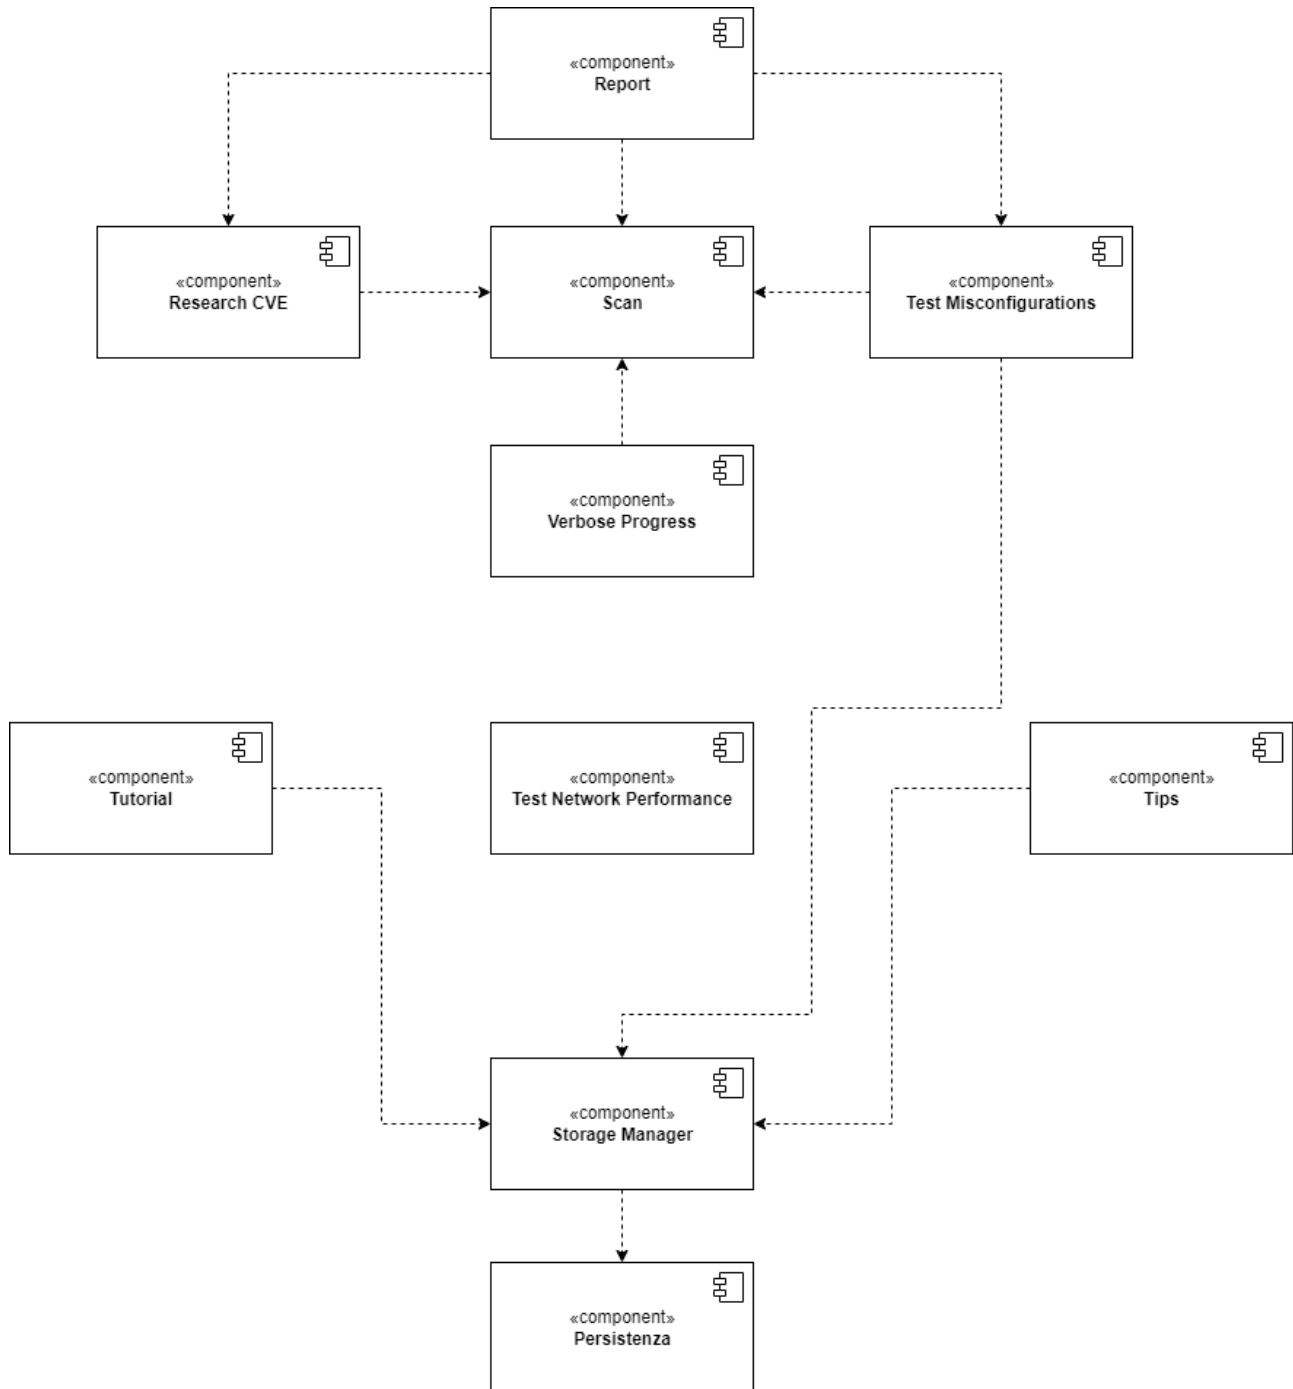 «component»
Report
«component»
Research CVE
«component»
Scan
«component»
Test Misconfigurations
«component»
Verbose Progress
«component»
Tutorial
«component»
Test Network Performance
«component»
Tips
«component»
Storage Manager
«component»
Persistenza